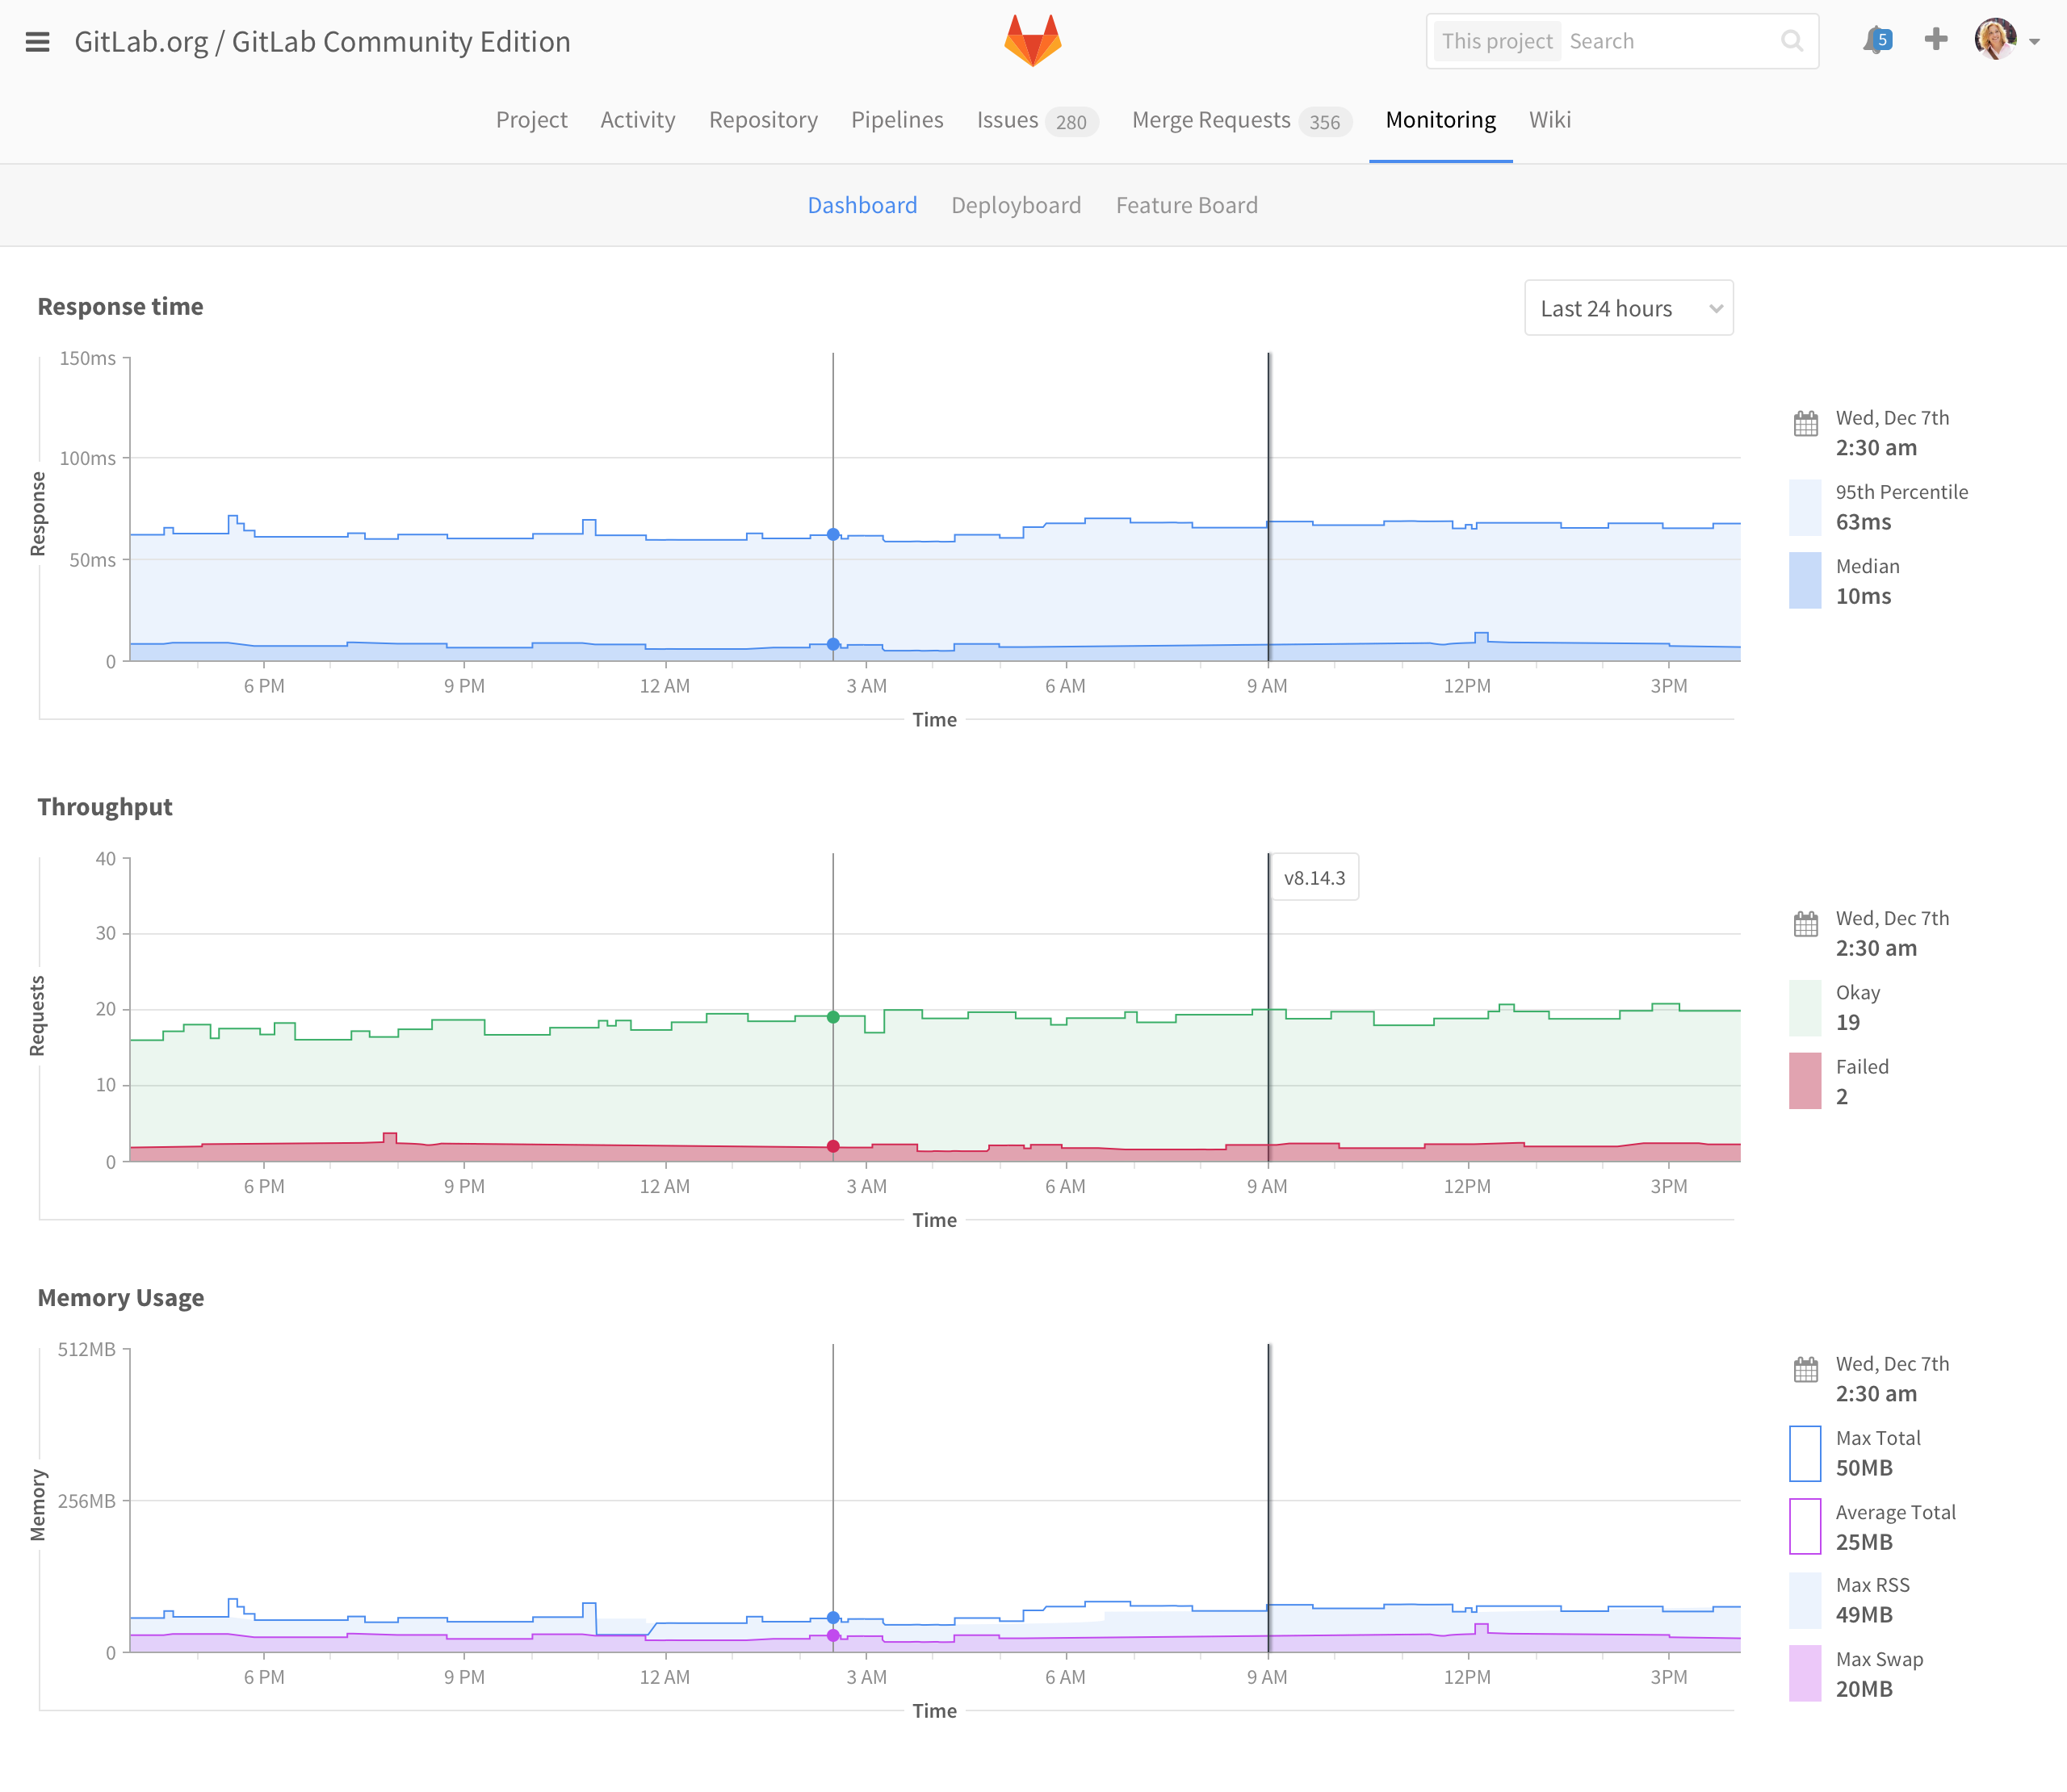 GitLab.org / GitLab Community Edition
This project Search
5
Project Activity Repository Pipelines Issues 280 Merge Requests 356 Monitoring Wiki
Dashboard Deployboard Feature Board
Response time
Last 24 hours
Response
150ms
100ms
50ms
0
6 PM 9 PM 12 AM 3 AM 6 AM 9 AM 12PM 3PM
Time
Wed, Dec 7th
2:30 am
95th Percentile
63ms
Median
10ms
Throughput
Requests
40
30
20
10
0
v8.14.3
6 PM 9 PM 12 AM 3 AM 6 AM 9 AM 12PM 3PM
Time
Wed, Dec 7th
2:30 am
Okay
19
Failed
2
Memory Usage
Memory
512MB
256MB
0
6 PM 9 PM 12 AM 3 AM 6 AM 9 AM 12PM 3PM
Time
Wed, Dec 7th
2:30 am
Max Total
50MB
Average Total
25MB
Max RSS
49MB
Max Swap
20MB